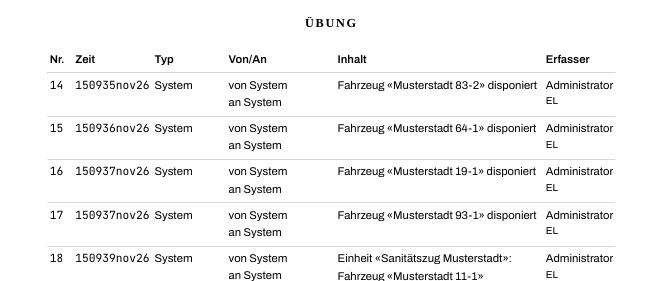 ÜBUNG
Nr. Zeit Typ Von/An Inhalt Erfasser
14 150935nov26 System von System Fahrzeug «Musterstadt 83-2» disponiert Administrator
an System EL
15 150936nov26 System von System Fahrzeug «Musterstadt 64-1» disponiert Administrator
an System EL
16 150937nov26 System von System Fahrzeug «Musterstadt 19-1» disponiert Administrator
an System EL
17 150937nov26 System von System Fahrzeug «Musterstadt 93-1» disponiert Administrator
an System EL
18 150939nov26 System von System Einheit «Sanitätszug Musterstadt»: Administrator
an System Fahrzeug «Musterstadt 11-1» EL